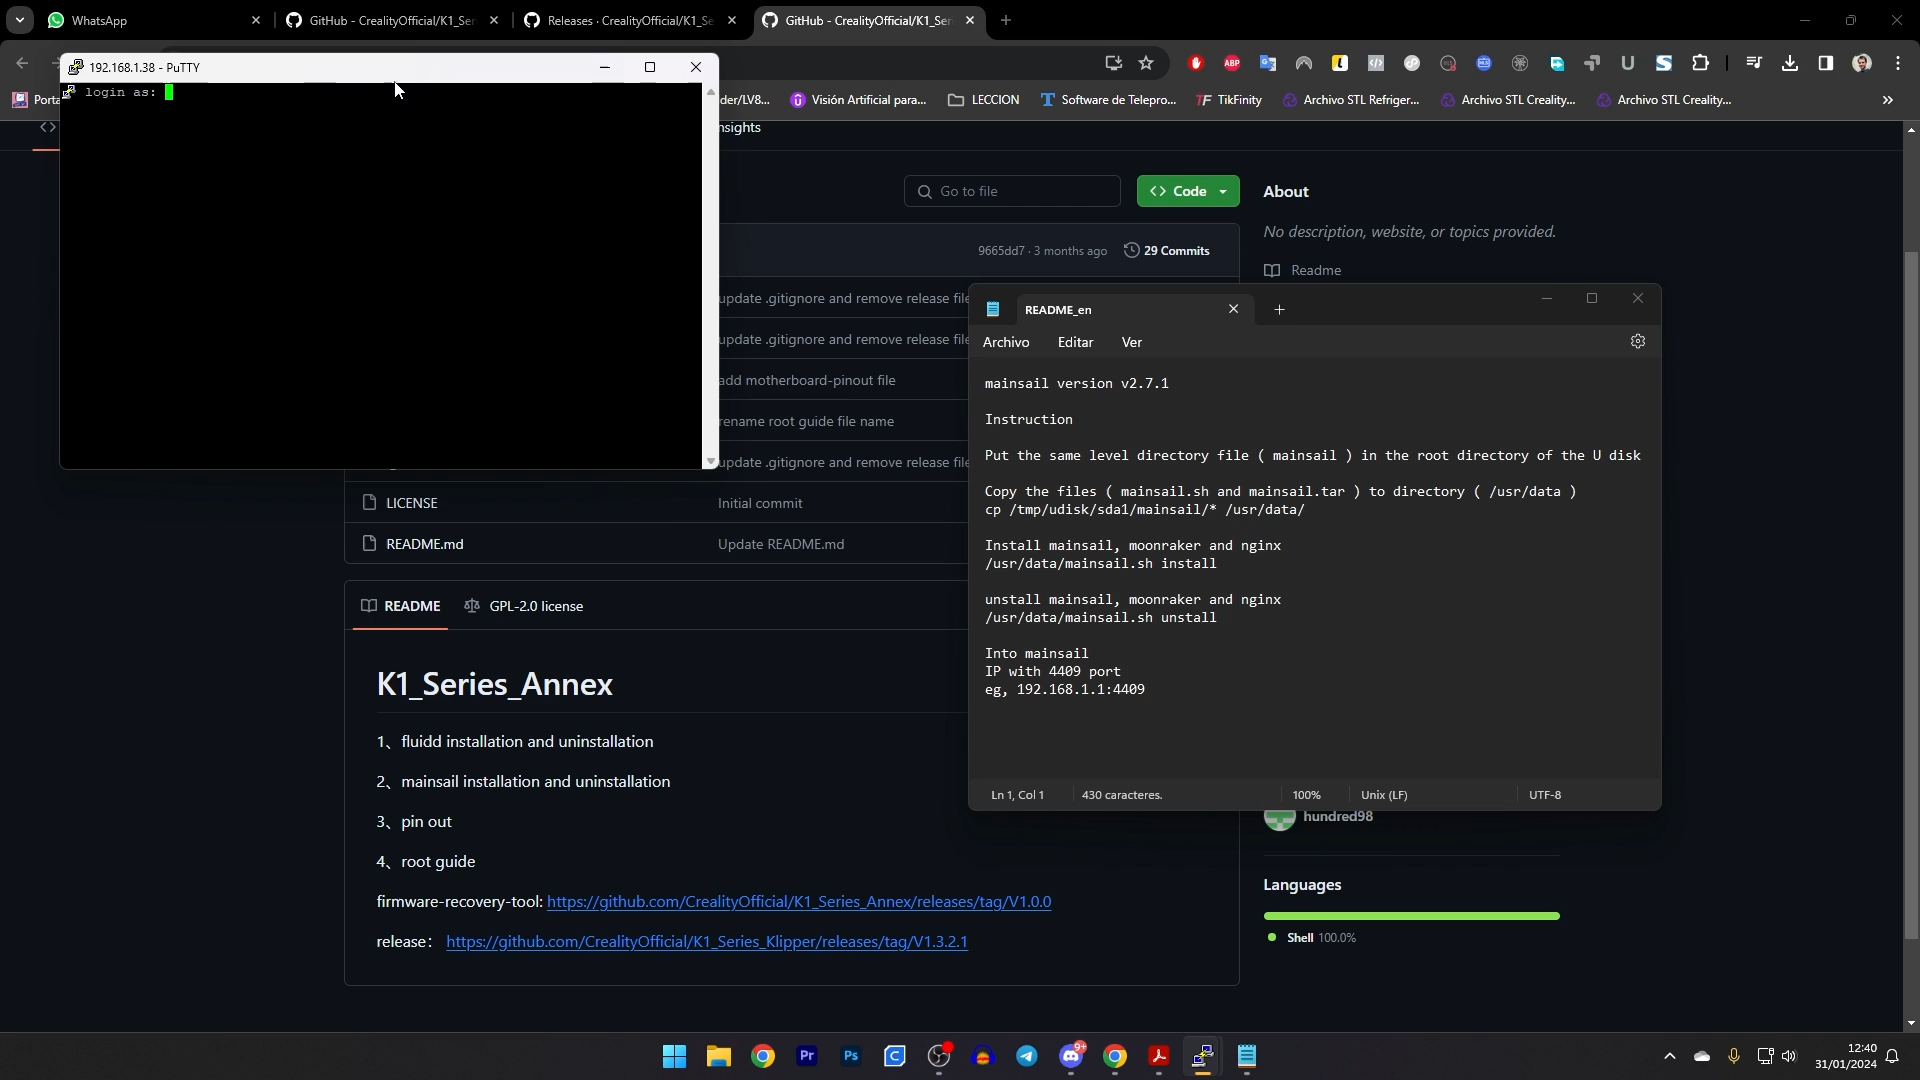 WhatsApp
GitHub - CrealityOfficial/K1_Ser
Releases · CrealityOfficial/K1_Se
GitHub - CrealityOfficial/K1_Ser
192.168.1.38 - PuTTY
login as:
Porta
der/LV8...
Visión Artificial para...
LECCION
Software de Telepro...
TikFinity
Archivo STL Refriger...
Archivo STL Creality...
Archivo STL Creality...
nsights
Go to file
Code
About
No description, website, or topics provided.
9665dd7 · 3 months ago
29 Commits
Readme
update .gitignore and remove release file
update .gitignore and remove release file
add motherboard-pinout file
rename root guide file name
update .gitignore and remove release file
LICENSE
Initial commit
README.md
Update README.md
README
GPL-2.0 license
K1_Series_Annex
1、fluidd installation and uninstallation
2、mainsail installation and uninstallation
3、pin out
4、root guide
firmware-recovery-tool: https://github.com/CrealityOfficial/K1_Series_Annex/releases/tag/V1.0.0
release： https://github.com/CrealityOfficial/K1_Series_Klipper/releases/tag/V1.3.2.1
README_en
Archivo
Editar
Ver
mainsail version v2.7.1
Instruction
Put the same level directory file ( mainsail ) in the root directory of the U disk
Copy the files ( mainsail.sh and mainsail.tar ) to directory ( /usr/data )
cp /tmp/udisk/sda1/mainsail/* /usr/data/
Install mainsail, moonraker and nginx
/usr/data/mainsail.sh install
unstall mainsail, moonraker and nginx
/usr/data/mainsail.sh unstall
Into mainsail
IP with 4409 port
eg, 192.168.1.1:4409
Ln 1, Col 1
430 caracteres.
100%
Unix (LF)
UTF-8
hundred98
Languages
Shell 100.0%
Pr
Ps
9+
12:40
31/01/2024